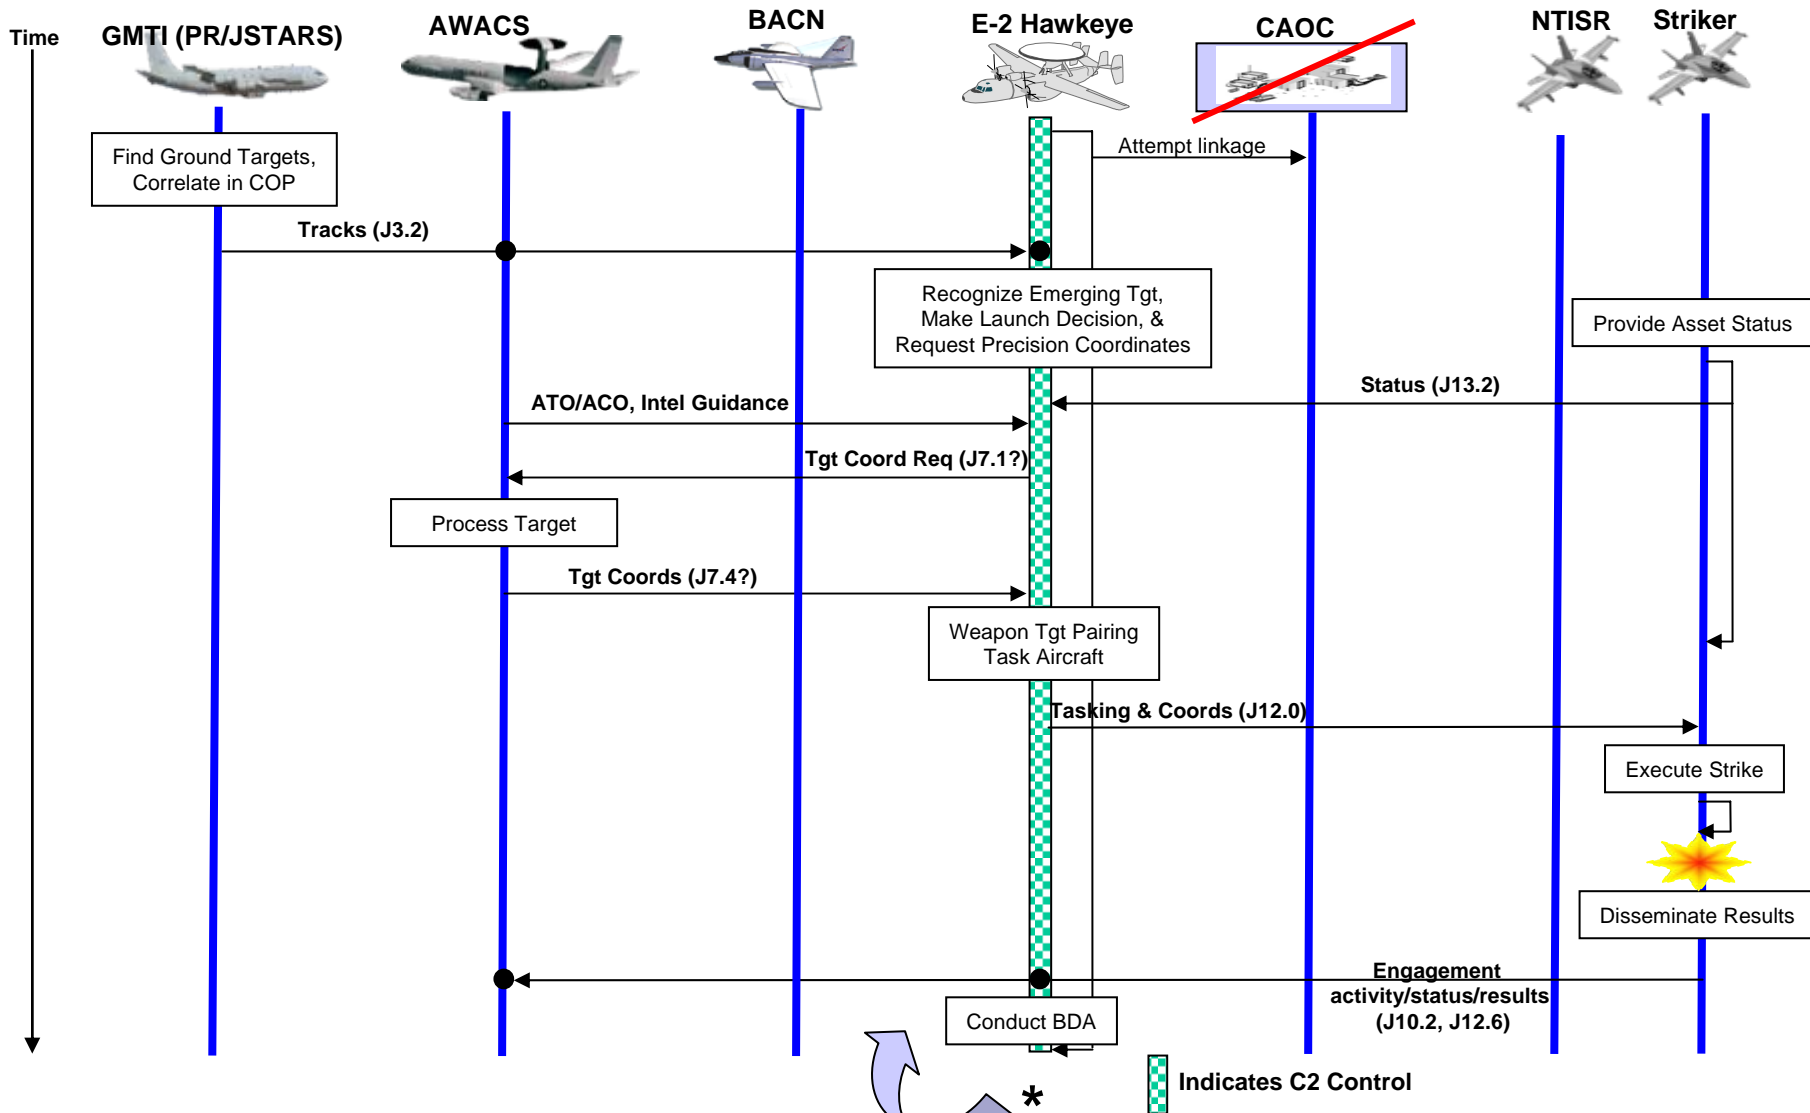 Time
GMTI (PR/JSTARS)
AWACS
BACN
E-2 Hawkeye
CAOC
NTISR
Striker
Attempt linkage
Find Ground Targets,
Correlate in COP
Tracks (J3.2)
Recognize Emerging Tgt,
Make Launch Decision, &
Request Precision Coordinates
Provide Asset Status
Status (J13.2)
ATO/ACO, Intel Guidance
Tgt Coord Req (J7.1?)
Process Target
Tgt Coords (J7.4?)
Weapon Tgt Pairing
Task Aircraft
Tasking & Coords (J12.0)
Execute Strike
Disseminate Results
Engagement
activity/status/results
(J10.2, J12.6)
Conduct BDA
Indicates C2 Control
*